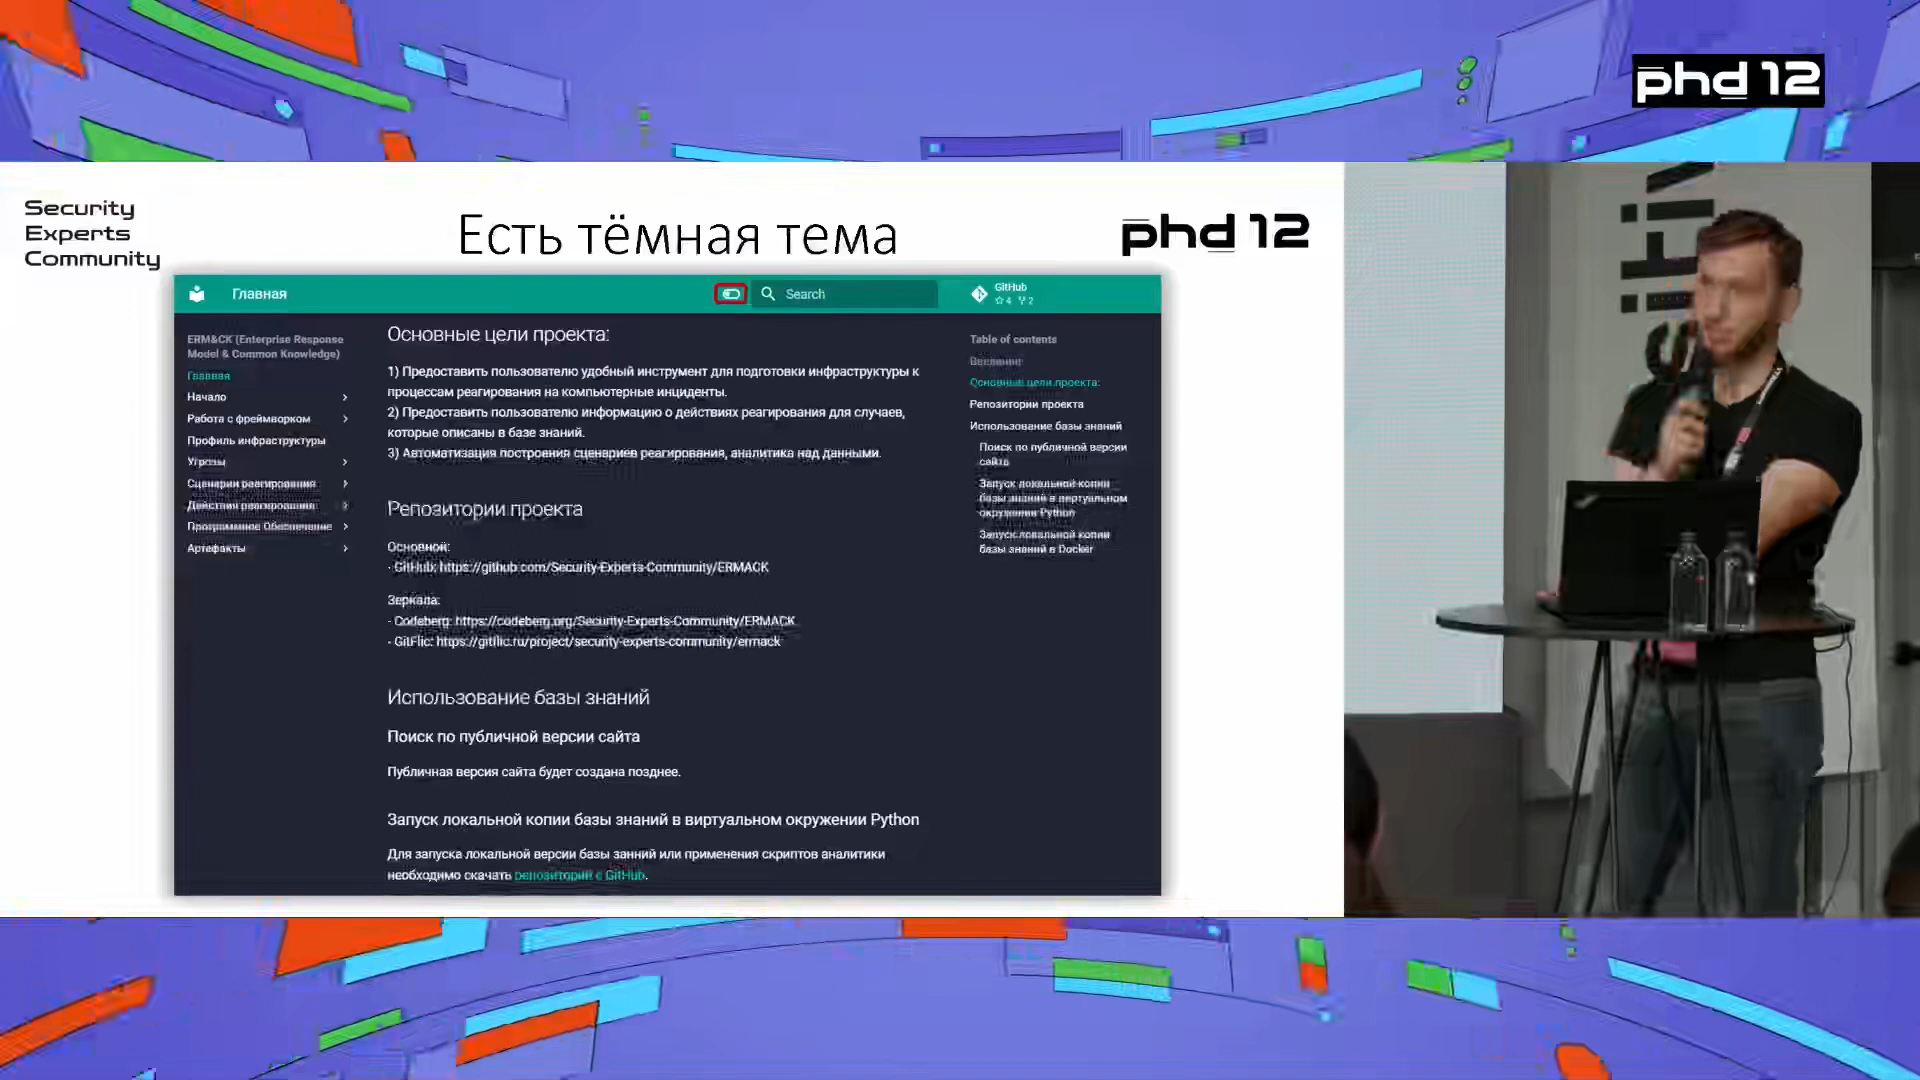 phd 12
Security
Experts
Community
Есть тёмная тема
phd 12
Главная
Search
GitHub
4 2
ERM&CK (Enterprise Response
Model & Common Knowledge)
Главная
Начало
Работа с фреймворком
Профиль инфраструктуры
Угрозы
Сценарии реагирования
Действия реагирования
Программное Обеспечение
Артефакты
Основные цели проекта:
1) Предоставить пользователю удобный инструмент для подготовки инфраструктуры к
процессам реагирования на компьютерные инциденты.
2) Предоставить пользователю информацию о действиях реагирования для случаев,
которые описаны в базе знаний.
3) Автоматизация построения сценариев реагирования, аналитика над данными.
Репозитории проекта
Основной:
- GitHub: https://github.com/Security-Experts-Community/ERMACK
Зеркала:
- Codeberg: https://codeberg.org/Security-Experts-Community/ERMACK
- GitFlic: https://gitflic.ru/project/security-experts-community/ermack
Использование базы знаний
Поиск по публичной версии сайта
Публичная версия сайта будет создана позднее.
Запуск локальной копии базы знаний в виртуальном окружении Python
Для запуска локальной версии базы занний или применения скриптов аналитики
необходимо скачать репозиторий с GitHub.
Table of contents
Введение
Основные цели проекта:
Репозитории проекта
Использование базы знаний
Поиск по публичной версии
сайта
Запуск локальной копии
базы знаний в виртуальном
окружении Python
Запуск локальной копии
базы знаний в Docker